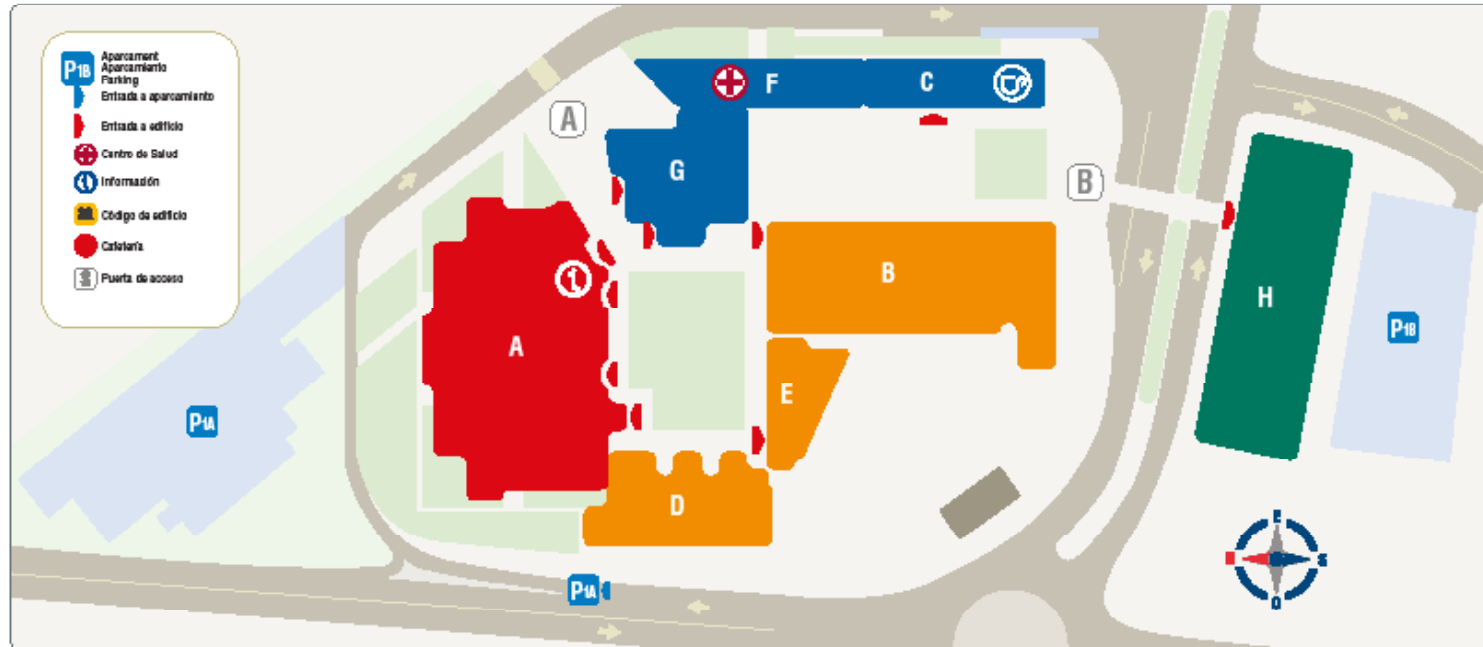 P1B
Aparcament
Aparcamiento
Parking
Entrada a aparcamiento
Entrada a edificio
Centro de Salud
Información
Código de edificio
Cafetería
Puerta de acceso
A
F
C
G
B
A
B
E
D
H
P1A
P1B
P1A
E
S
O